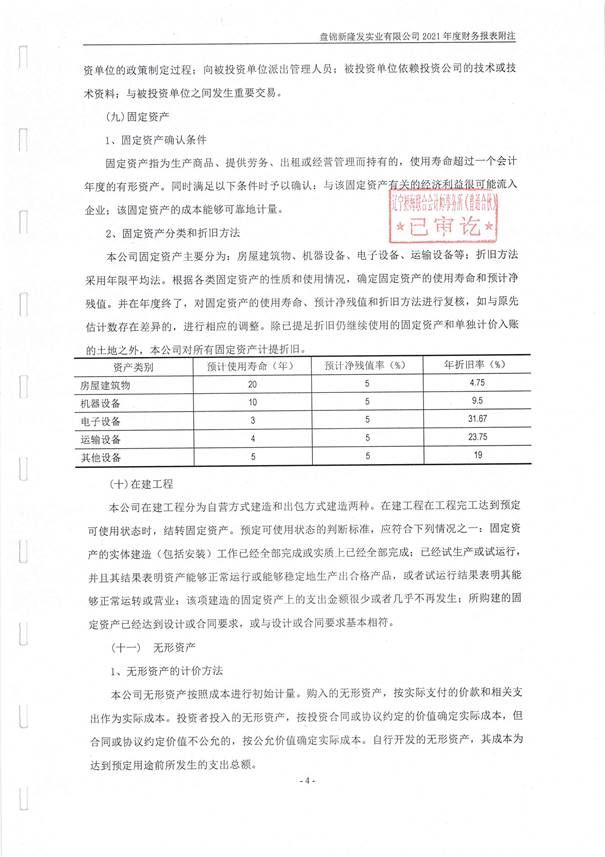 盘锦新隆发实业有限公司 2021 年度财务报表附注
资单位的政策制定过程；向被投资单位派出管理人员；被投资单位依赖投资公司的技术或技
术资料；与被投资单位之间发生重要交易。
(九)固定资产
1、固定资产确认条件
固定资产指为生产商品、提供劳务、出租或经营管理而持有的，使用寿命超过一个会计
年度的有形资产。同时满足以下条件时予以确认：与该固定资产有关的经济利益很可能流入
企业；该固定资产的成本能够可靠地计量。
已审讫
2、固定资产分类和折旧方法
本公司固定资产主要分为：房屋建筑物、机器设备、电子设备、运输设备等；折旧方法
采用年限平均法。根据各类固定资产的性质和使用情况，确定固定资产的使用寿命和预计净
残值。并在年度终了，对固定资产的使用寿命、预计净残值和折旧方法进行复核，如与原先
估计数存在差异的，进行相应的调整。除已提足折旧仍继续使用的固定资产和单独计价入账
的土地之外，本公司对所有固定资产计提折旧。
资产类别 预计使用寿命（年） 预计净残值率（%） 年折旧率（%）
房屋建筑物 20 5 4.75
机器设备 10 5 9.5
电子设备 3 5 31.67
运输设备 4 5 23.75
其他设备 5 5 19
(十)在建工程
本公司在建工程分为自营方式建造和出包方式建造两种。在建工程在工程完工达到预定
可使用状态时，结转固定资产。预定可使用状态的判断标准，应符合下列情况之一：固定资
产的实体建造（包括安装）工作已经全部完成或实质上已经全部完成；已经试生产或试运行，
并且其结果表明资产能够正常运行或能够稳定地生产出合格产品，或者试运行结果表明其能
够正常运转或营业；该项建造的固定资产上的支出金额很少或者几乎不再发生；所购建的固
定资产已经达到设计或合同要求，或与设计或合同要求基本相符。
(十一) 无形资产
1、无形资产的计价方法
本公司无形资产按照成本进行初始计量。购入的无形资产，按实际支付的价款和相关支
出作为实际成本。投资者投入的无形资产，按投资合同或协议约定的价值确定实际成本，但
合同或协议约定价值不公允的，按公允价值确定实际成本。自行开发的无形资产，其成本为
达到预定用途前所发生的支出总额。
- 4 -